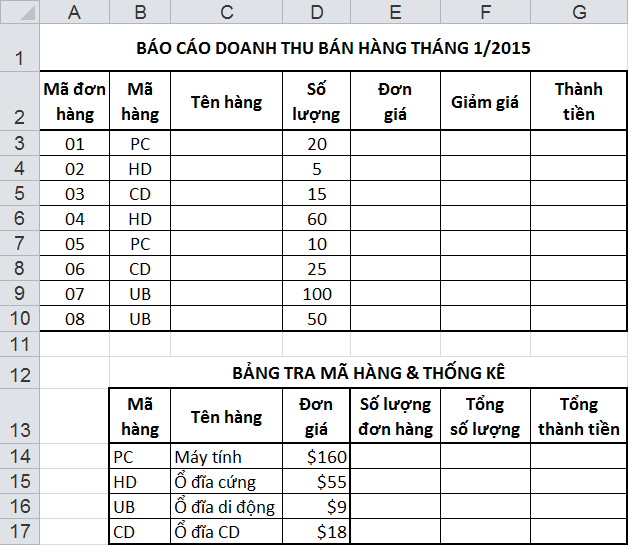 A B C D E F G
1 BÁO CÁO DOANH THU BÁN HÀNG THÁNG 1/2015
2 Mã đơn hàng Mã hàng Tên hàng Số lượng Đơn giá Giảm giá Thành tiền
3 01 PC 20
4 02 HD 5
5 03 CD 15
6 04 HD 60
7 05 PC 10
8 06 CD 25
9 07 UB 100
10 08 UB 50
11
12 BẢNG TRA MÃ HÀNG & THỐNG KÊ
13 Mã hàng Tên hàng Đơn giá Số lượng đơn hàng Tổng số lượng Tổng thành tiền
14 PC Máy tính $160
15 HD Ổ đĩa cứng $55
16 UB Ổ đĩa di động $9
17 CD Ổ đĩa CD $18